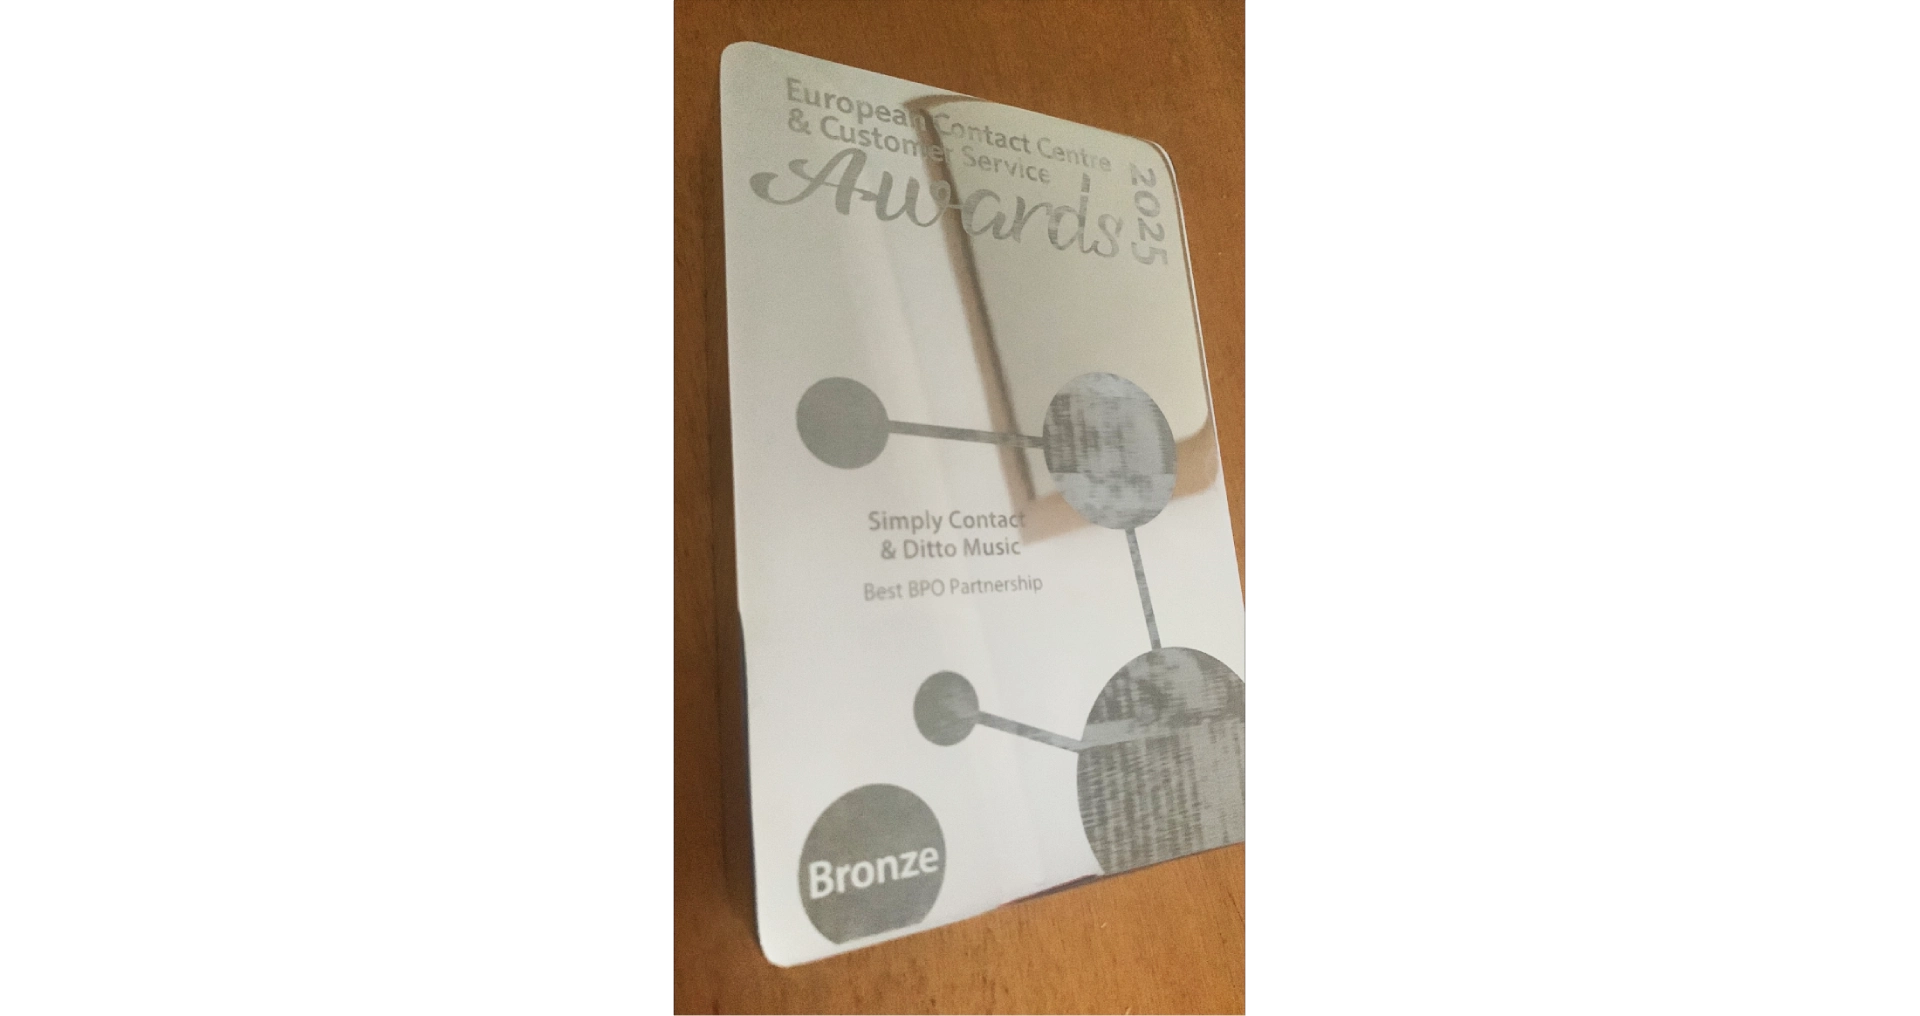 European Contact Centre
& Customer Service
Awards
2025
Simply Contact
& Ditto Music
Best BPO Partnership
Bronze